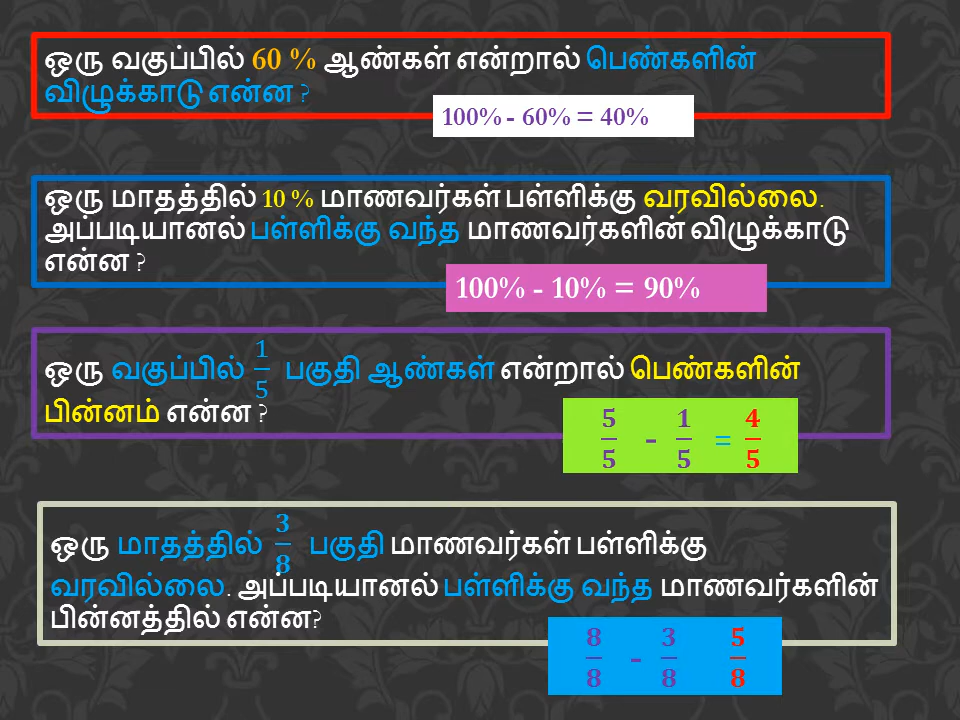 ஒரு வகுப்பில் 60 % ஆண்கள் என்றால் பெண்களின்
விழுக்காடு என்ன ?
100% - 60% = 40%
ஒரு மாதத்தில் 10 % மாணவர்கள் பள்ளிக்கு வரவில்லை.
அப்படியானல் பள்ளிக்கு வந்த மாணவர்களின் விழுக்காடு
என்ன ?
100% - 10% = 90%
ஒரு வகுப்பில் 1/5 பகுதி ஆண்கள் என்றால் பெண்களின்
பின்னம் என்ன ?
5/5 - 1/5 = 4/5
ஒரு மாதத்தில் 3/8 பகுதி மாணவர்கள் பள்ளிக்கு
வரவில்லை. அப்படியானல் பள்ளிக்கு வந்த மாணவர்களின்
பின்னத்தில் என்ன?
8/8 - 3/8 5/8